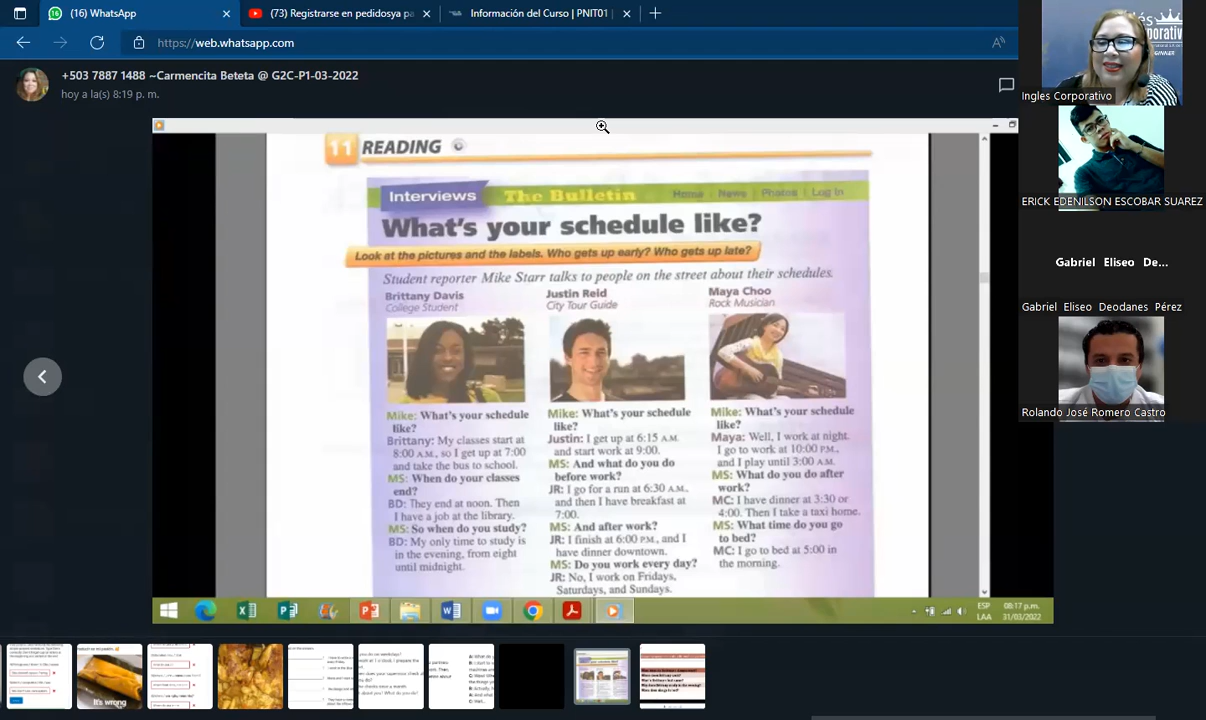 (16) WhatsApp
(73) Registrarse en pedidosya pa
Información del Curso | PNIT01 |
https://web.whatsapp.com
+503 7887 1488 ~Carmencita Beteta @ G2C-P1-03-2022
hoy a la(s) 8:19 p. m.
11 READING
Interviews The Bulletin Home | News | Photos | Log In
What's your schedule like?
Look at the pictures and the labels. Who gets up early? Who gets up late?
Student reporter Mike Starr talks to people on the street about their schedules.
Brittany Davis
College Student
Mike: What's your schedule
like?
Brittany: My classes start at
8:00 A.M., so I get up at 7:00
and take the bus to school.
MS: When do your classes
end?
BD: They end at noon. Then
I have a job at the library.
MS: So when do you study?
BD: My only time to study is
in the evening, from eight
until midnight.
Justin Reid
City Tour Guide
Mike: What's your schedule
like?
Justin: I get up at 6:15 A.M.
and start work at 9:00.
MS: And what do you do
before work?
JR: I go for a run at 6:30 A.M.,
and then I have breakfast at
7:00.
MS: And after work?
JR: I finish at 6:00 P.M., and I
have dinner downtown.
MS: Do you work every day?
JR: No, I work on Fridays,
Saturdays, and Sundays.
Maya Choo
Rock Musician
Mike: What's your schedule
like?
Maya: Well, I work at night.
I go to work at 10:00 P.M.,
and I play until 3:00 A.M.
MS: What do you do after
work?
MC: I have dinner at 3:30 or
4:00. Then I take a taxi home.
MS: What time do you go
to bed?
MC: I go to bed at 5:00 in
the morning.
ESP
LAA
08:17 p.m.
31/03/2022
It's wrong
Ingles Corporativo
ERICK EDENILSON ESCOBAR SUAREZ
Gabriel Eliseo De...
Gabriel Eliseo Deodanes Pérez
Rolando José Romero Castro